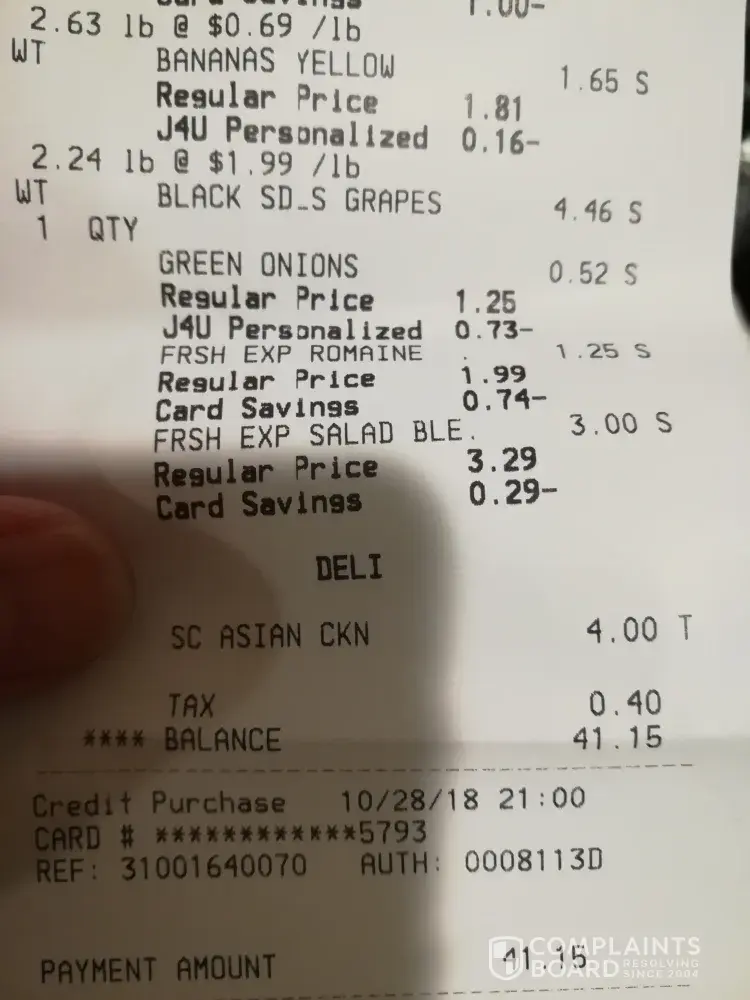 Card Savings 1.00-
2.63 lb @ $0.69 /lb
WT BANANAS YELLOW 1.65 S
Regular Price 1.81
J4U Personalized 0.16-
2.24 lb @ $1.99 /lb
WT BLACK SD_S GRAPES 4.46 S
1 QTY
GREEN ONIONS 0.52 S
Regular Price 1.25
J4U Personalized 0.73-
FRSH EXP ROMAINE . 1.25 S
Regular Price 1.99
Card Savings 0.74-
FRSH EXP SALAD BLE. 3.00 S
Regular Price 3.29
Card Savings 0.29-
DELI
SC ASIAN CKN 4.00 T
TAX 0.40
**** BALANCE 41.15
Credit Purchase 10/28/18 21:00
CARD # ************5793
REF: 31001640070 AUTH: 0008113D
PAYMENT AMOUNT 41.15
COMPLAINTS
BOARD RESOLVING
SINCE 2004